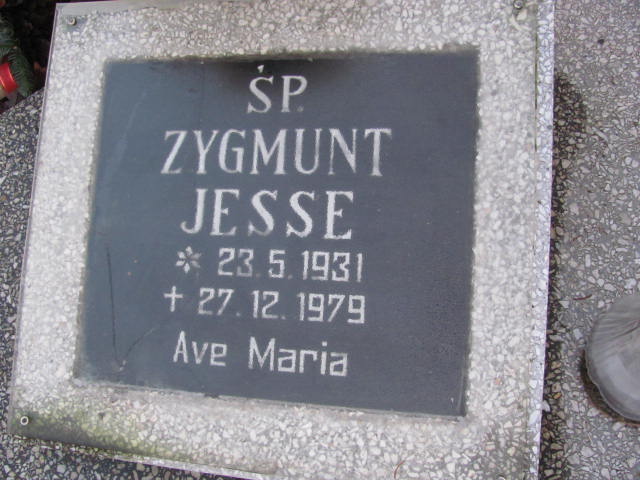 ŚP.
ZYGMUNT
JESSE
* 23.5.1931
+ 27.12.1979
Ave Maria